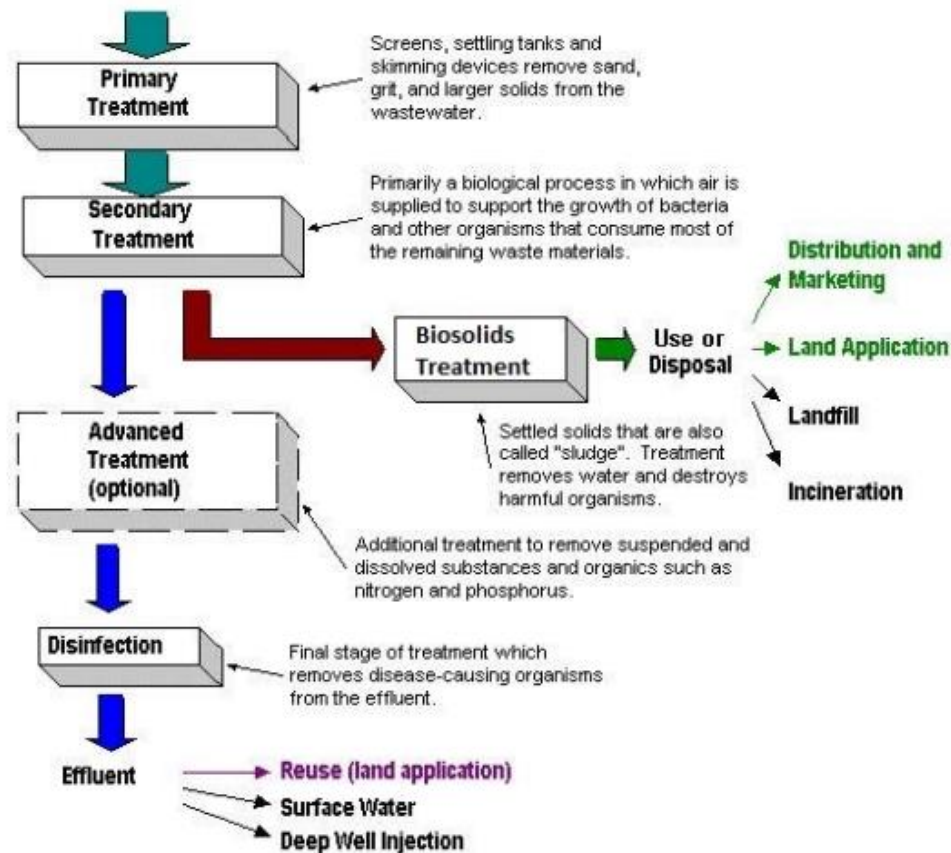 Primary
Treatment
Screens, settling tanks and
skimming devices remove sand,
grit, and larger solids from the
wastewater.
Secondary
Treatment
Primarily a biological process in which air is
supplied to support the growth of bacteria
and other organisms that consume most of
the remaining waste materials.
Biosolids
Treatment
Use or
Disposal
Distribution and
Marketing
Land Application
Landfill
Incineration
Settled solids that are also
called "sludge". Treatment
removes water and destroys
harmful organisms.
Advanced
Treatment
(optional)
Additional treatment to remove suspended and
dissolved substances and organics such as
nitrogen and phosphorus.
Disinfection
Final stage of treatment which
removes disease-causing organisms
from the effluent.
Effluent
Reuse (land application)
Surface Water
Deep Well Injection